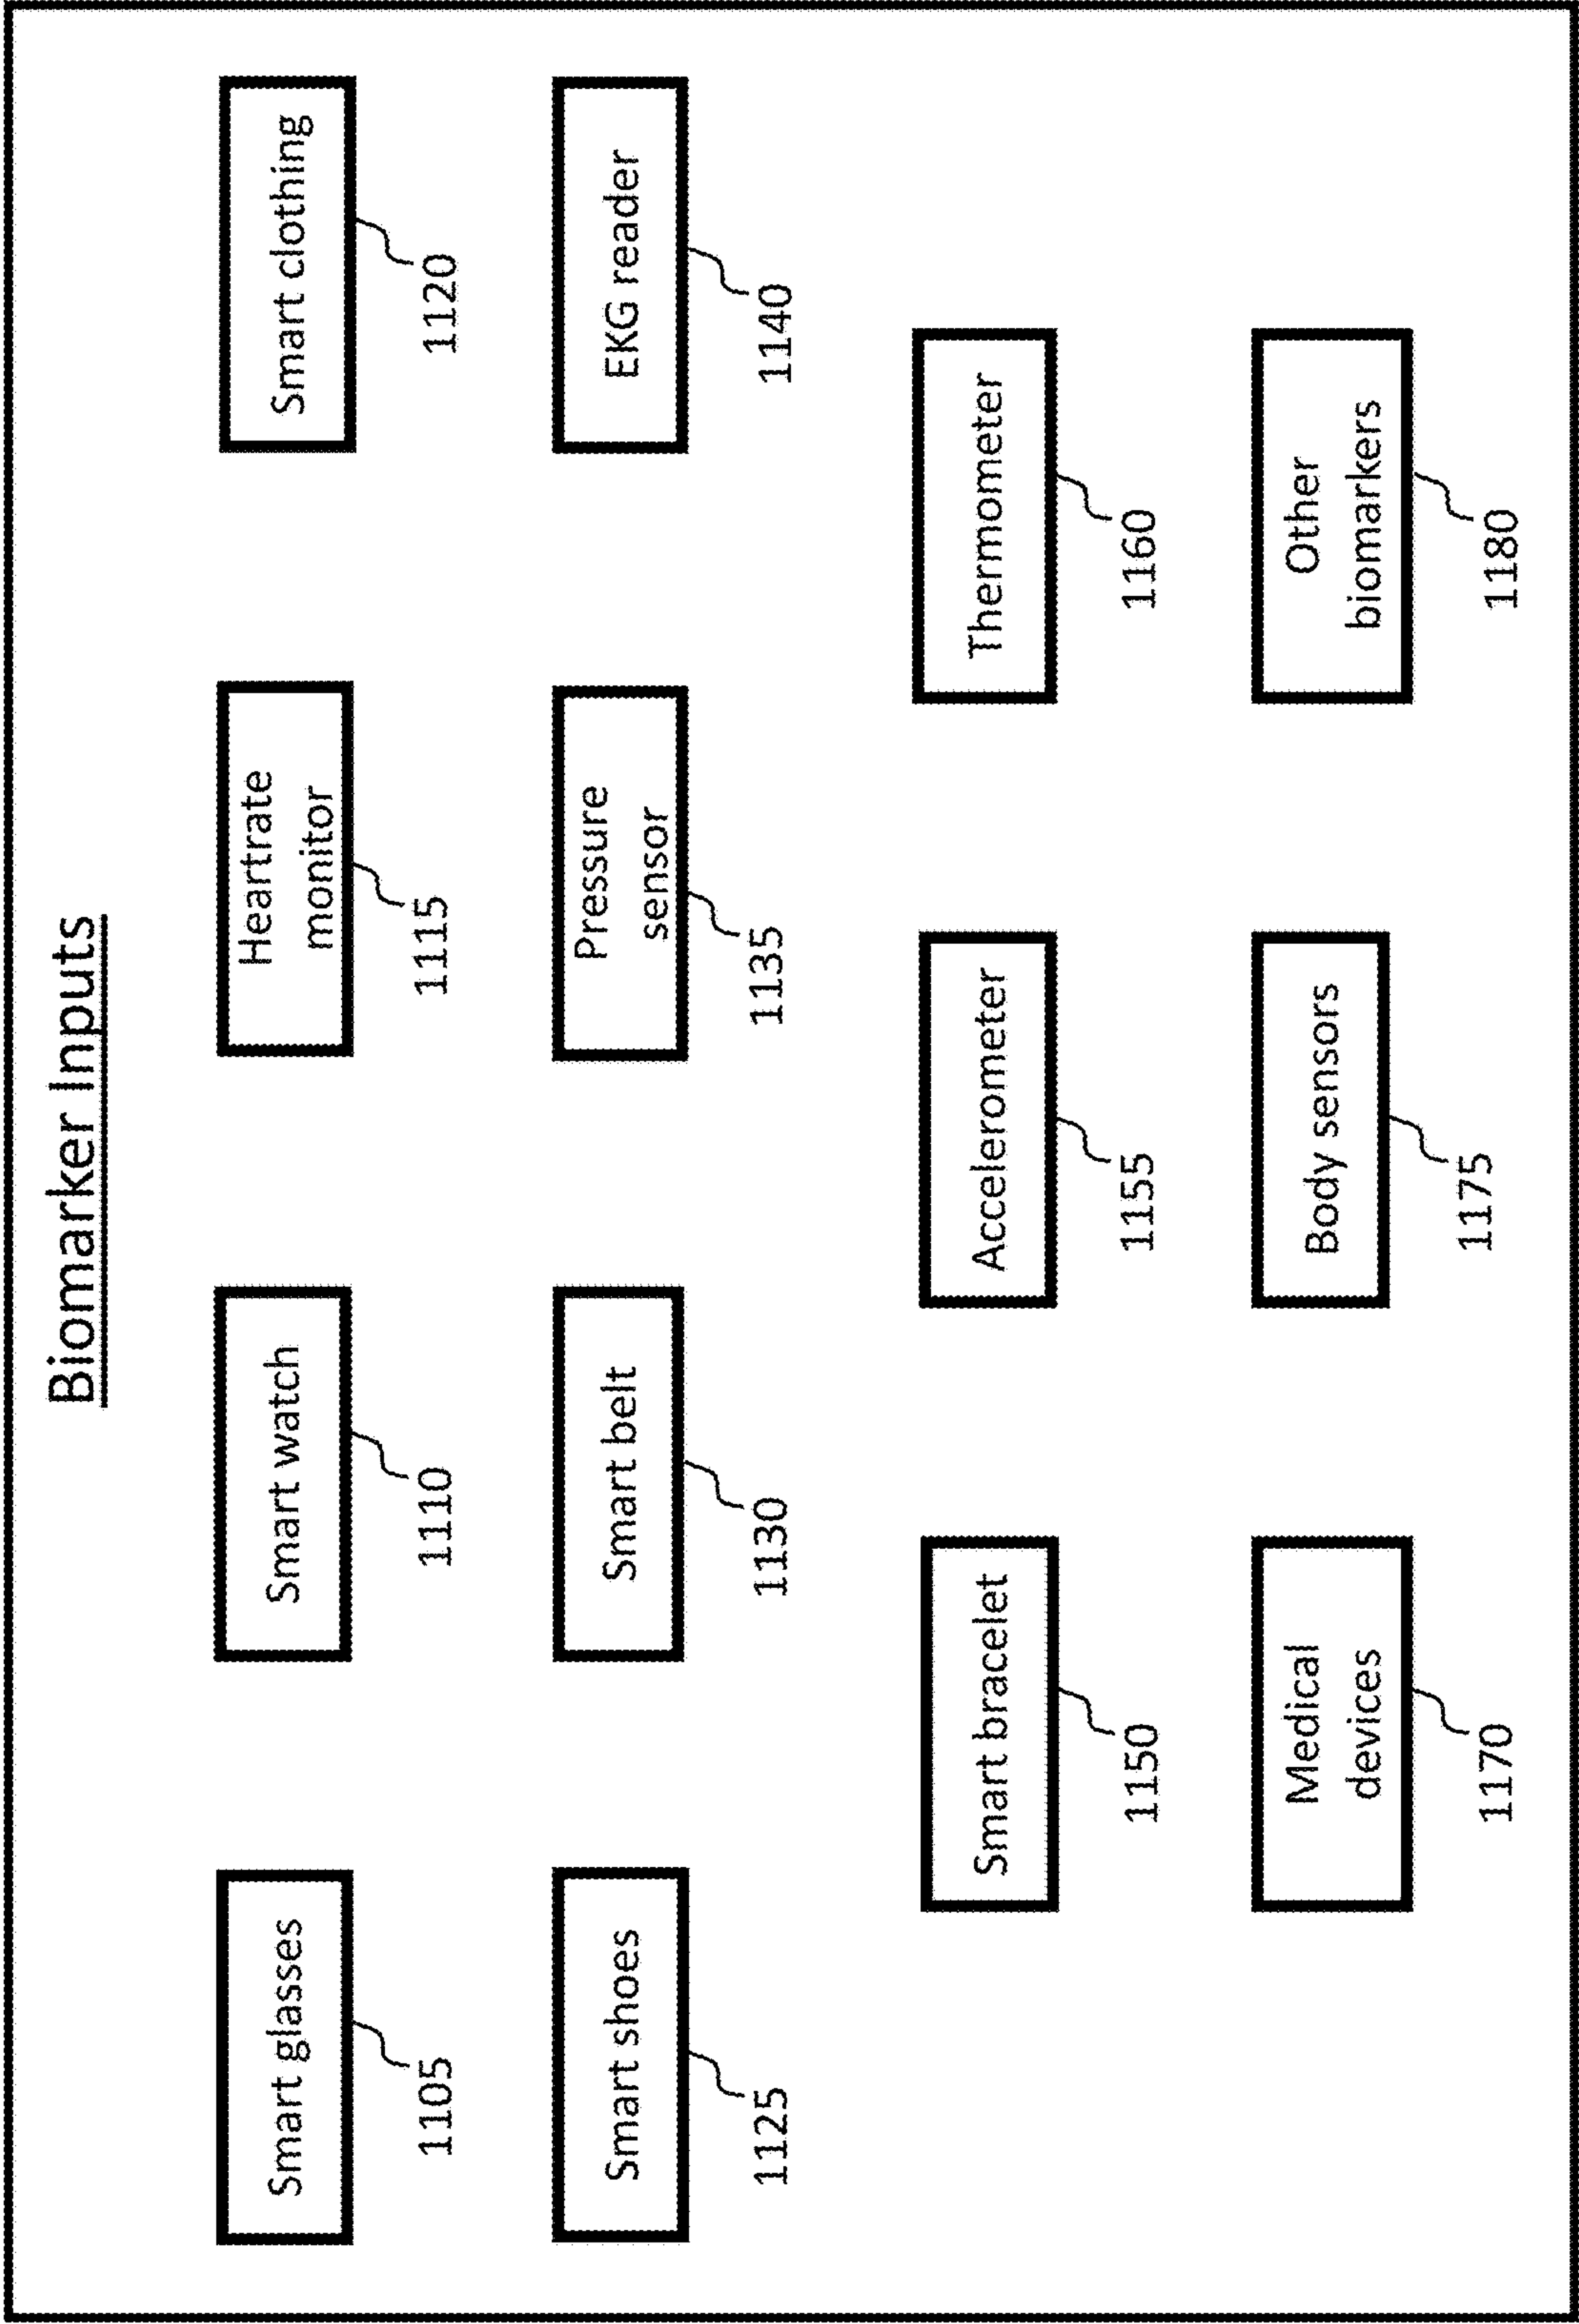 Biomarker Inputs
Smart glasses
1105
Smart watch
1110
Heartrate
monitor
1115
Smart clothing
1120
Smart shoes
1125
Smart belt
1130
Pressure
sensor
1135
EKG reader
1140
Smart bracelet
1150
Accelerometer
1155
Thermometer
1160
Medical
devices
1170
Body sensors
1175
Other
biomarkers
1180